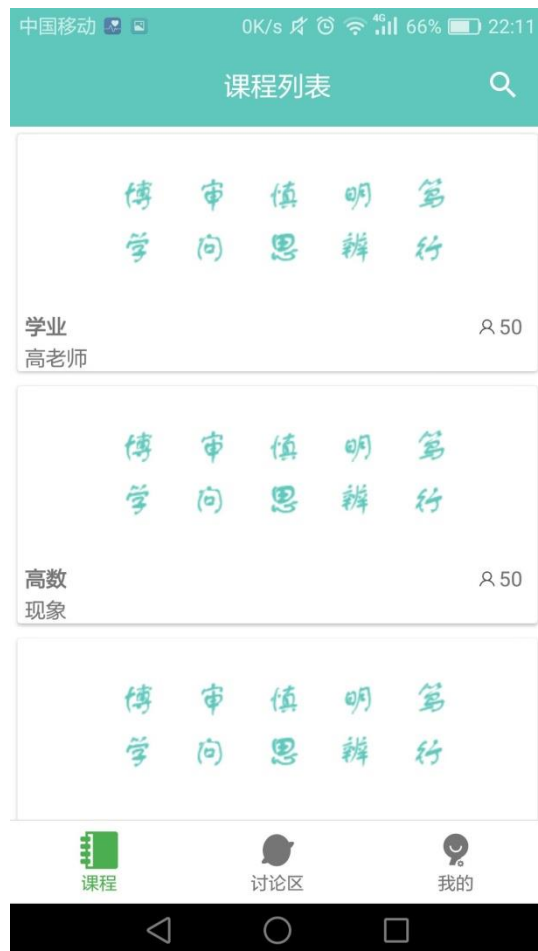 中国移动 0K/s 4G 66% 22:11
课程列表
博 审 慎 明 笃
学 问 思 辨 行
学业 50
高老师
博 审 慎 明 笃
学 问 思 辨 行
高数 50
现象
博 审 慎 明 笃
学 问 思 辨 行
课程 讨论区 我的